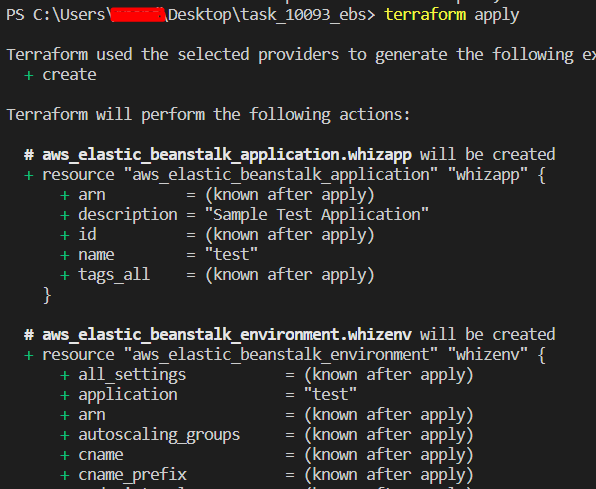 PS C:\Users\ \Desktop\task_10093_ebs> terraform apply
Terraform used the selected providers to generate the following
+ create
Terraform will perform the following actions:
# aws_elastic_beanstalk_application.whizapp will be created
+ resource "aws_elastic_beanstalk_application" "whizapp" {
+ arn = (known after apply)
+ description = "Sample Test Application"
+ id = (known after apply)
+ name = "test"
+ tags_all = (known after apply)
}
# aws_elastic_beanstalk_environment.whizenv will be created
+ resource "aws_elastic_beanstalk_environment" "whizenv" {
+ all_settings = (known after apply)
+ application = "test"
+ arn = (known after apply)
+ autoscaling_groups = (known after apply)
+ cname = (known after apply)
+ cname_prefix = (known after apply)